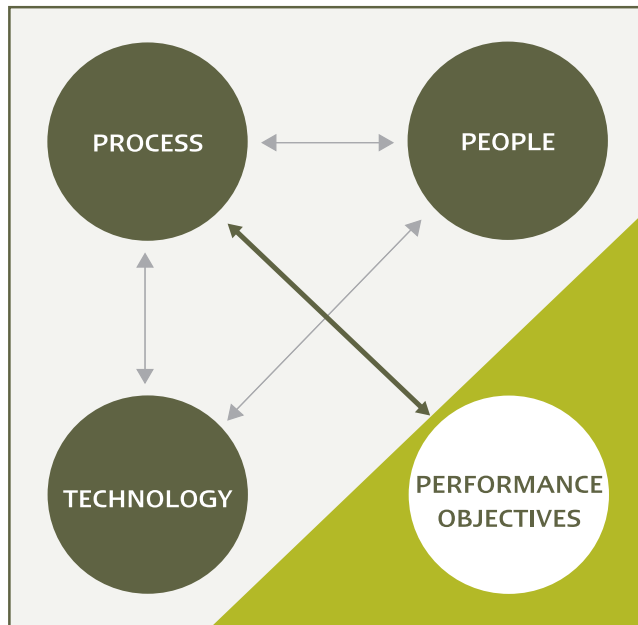 PROCESS
PEOPLE
TECHNOLOGY
PERFORMANCE
OBJECTIVES